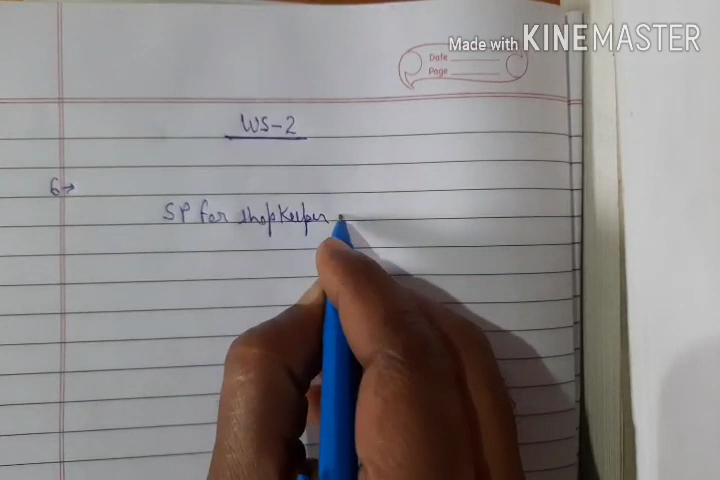 Made with KINEMASTER
Date
Page
WS-2
6→
SP for shopkeeper